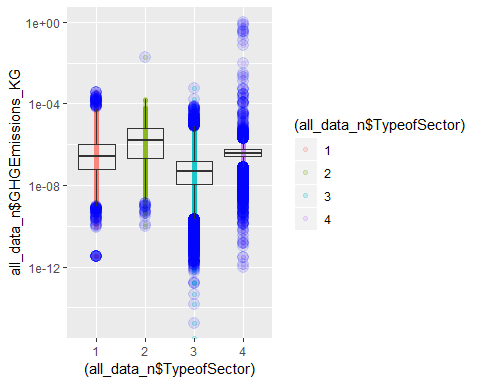 1e+00
1e-04
1e-08
1e-12
all_data_n$GHGEmissions_KG
1 2 3 4
(all_data_n$TypeofSector)
(all_data_n$TypeofSector)
1
2
3
4